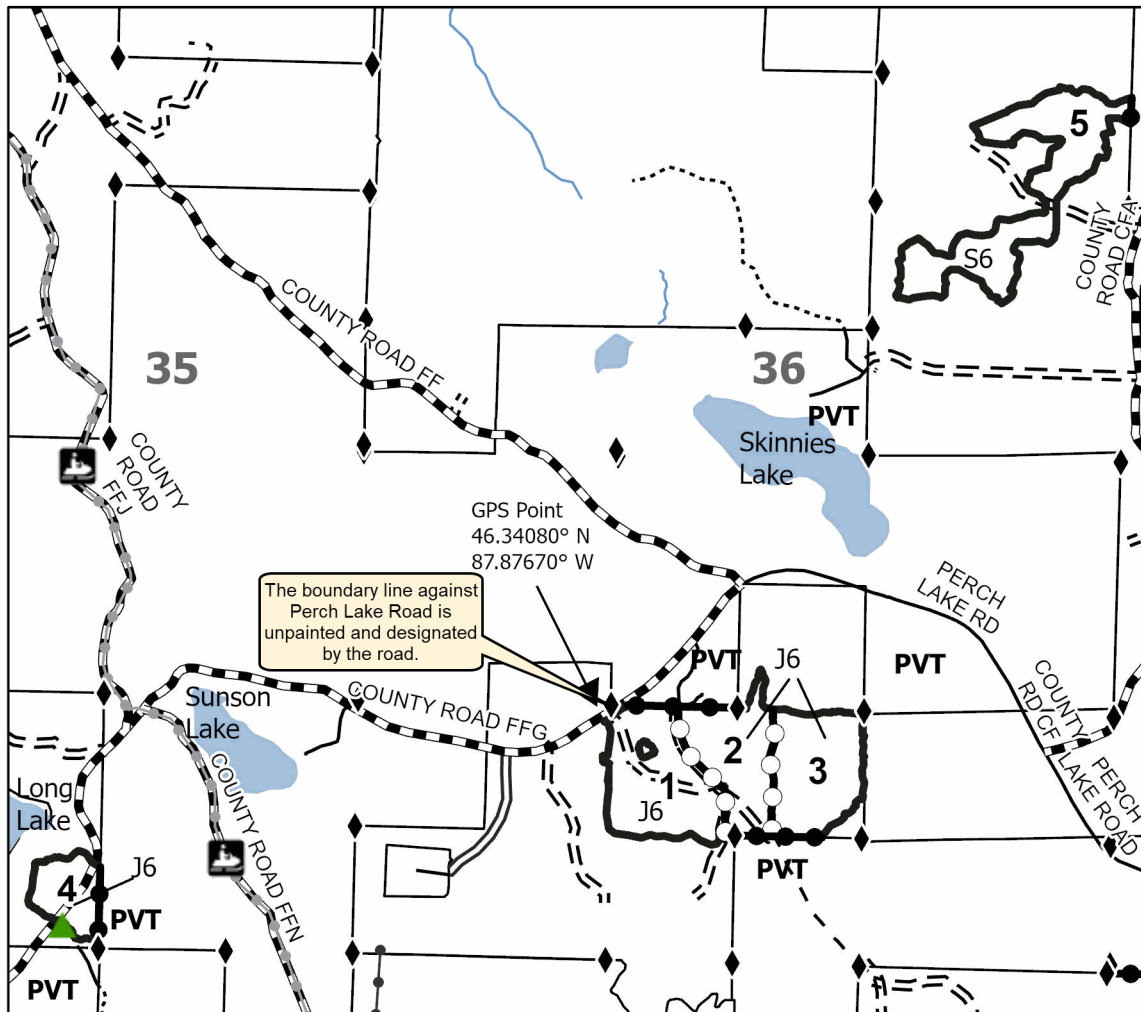 5
COUNTY
ROAD CFA
S6
COUNTY ROAD FF
35
36
PVT
Skinnies
Lake
COUNTY
ROAD
FFJ
GPS Point
46.34080° N
87.87670° W
The boundary line against
Perch Lake Road is
unpainted and designated
by the road.
PERCH
LAKE RD
PVT
J6
PVT
Sunson
Lake
COUNTY ROAD FFG
COUNTY
RD CF
2
3
1
J6
PERCH
LAKE ROAD
Long
Lake
COUNTY ROAD FFN
J6
4
PVT
PVT
PVT